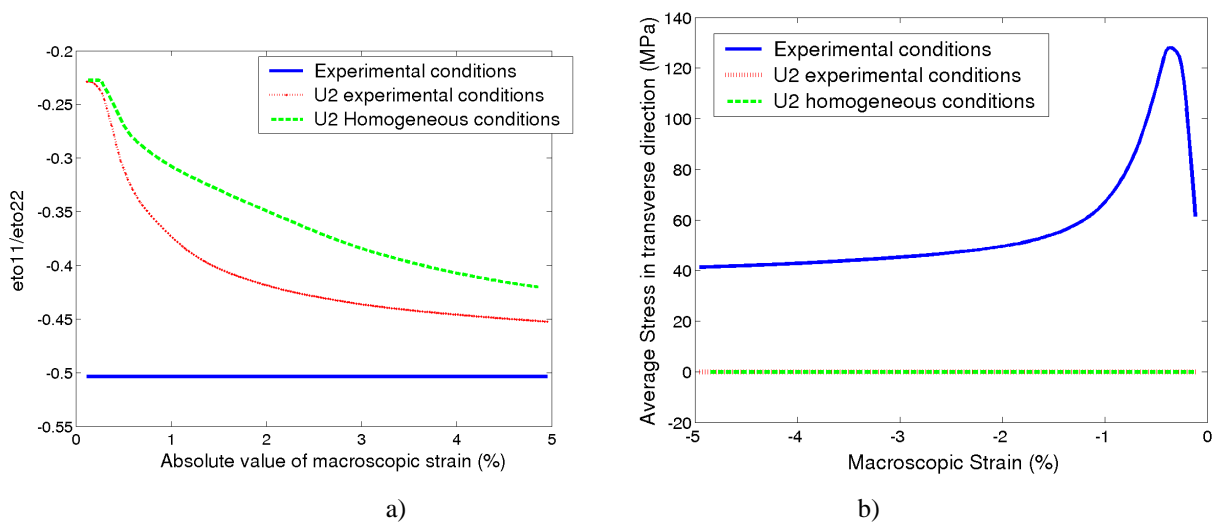 -0.2
-0.25
-0.3
-0.35
-0.4
-0.45
-0.5
-0.55
eto11/eto22
Experimental conditions
U2 experimental conditions
U2 Homogeneous conditions
0 1 2 3 4 5
Absolute value of macroscopic strain (%)
a)
140
120
100
80
60
40
20
0
-20
Average Stress in transverse direction (MPa)
Experimental conditions
U2 experimental conditions
U2 homogeneous conditions
-5 -4 -3 -2 -1 0
Macroscopic Strain (%)
b)